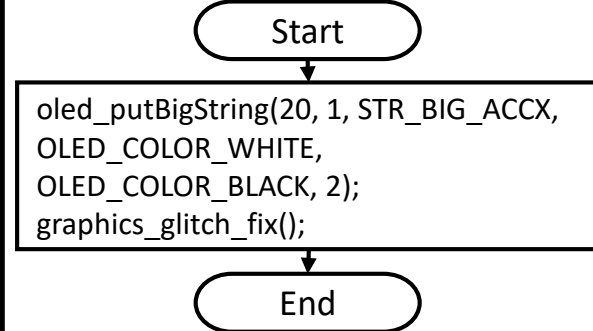 Start
oled_putBigString(20, 1, STR_BIG_ACCX,
OLED_COLOR_WHITE,
OLED_COLOR_BLACK, 2);
graphics_glitch_fix();
End